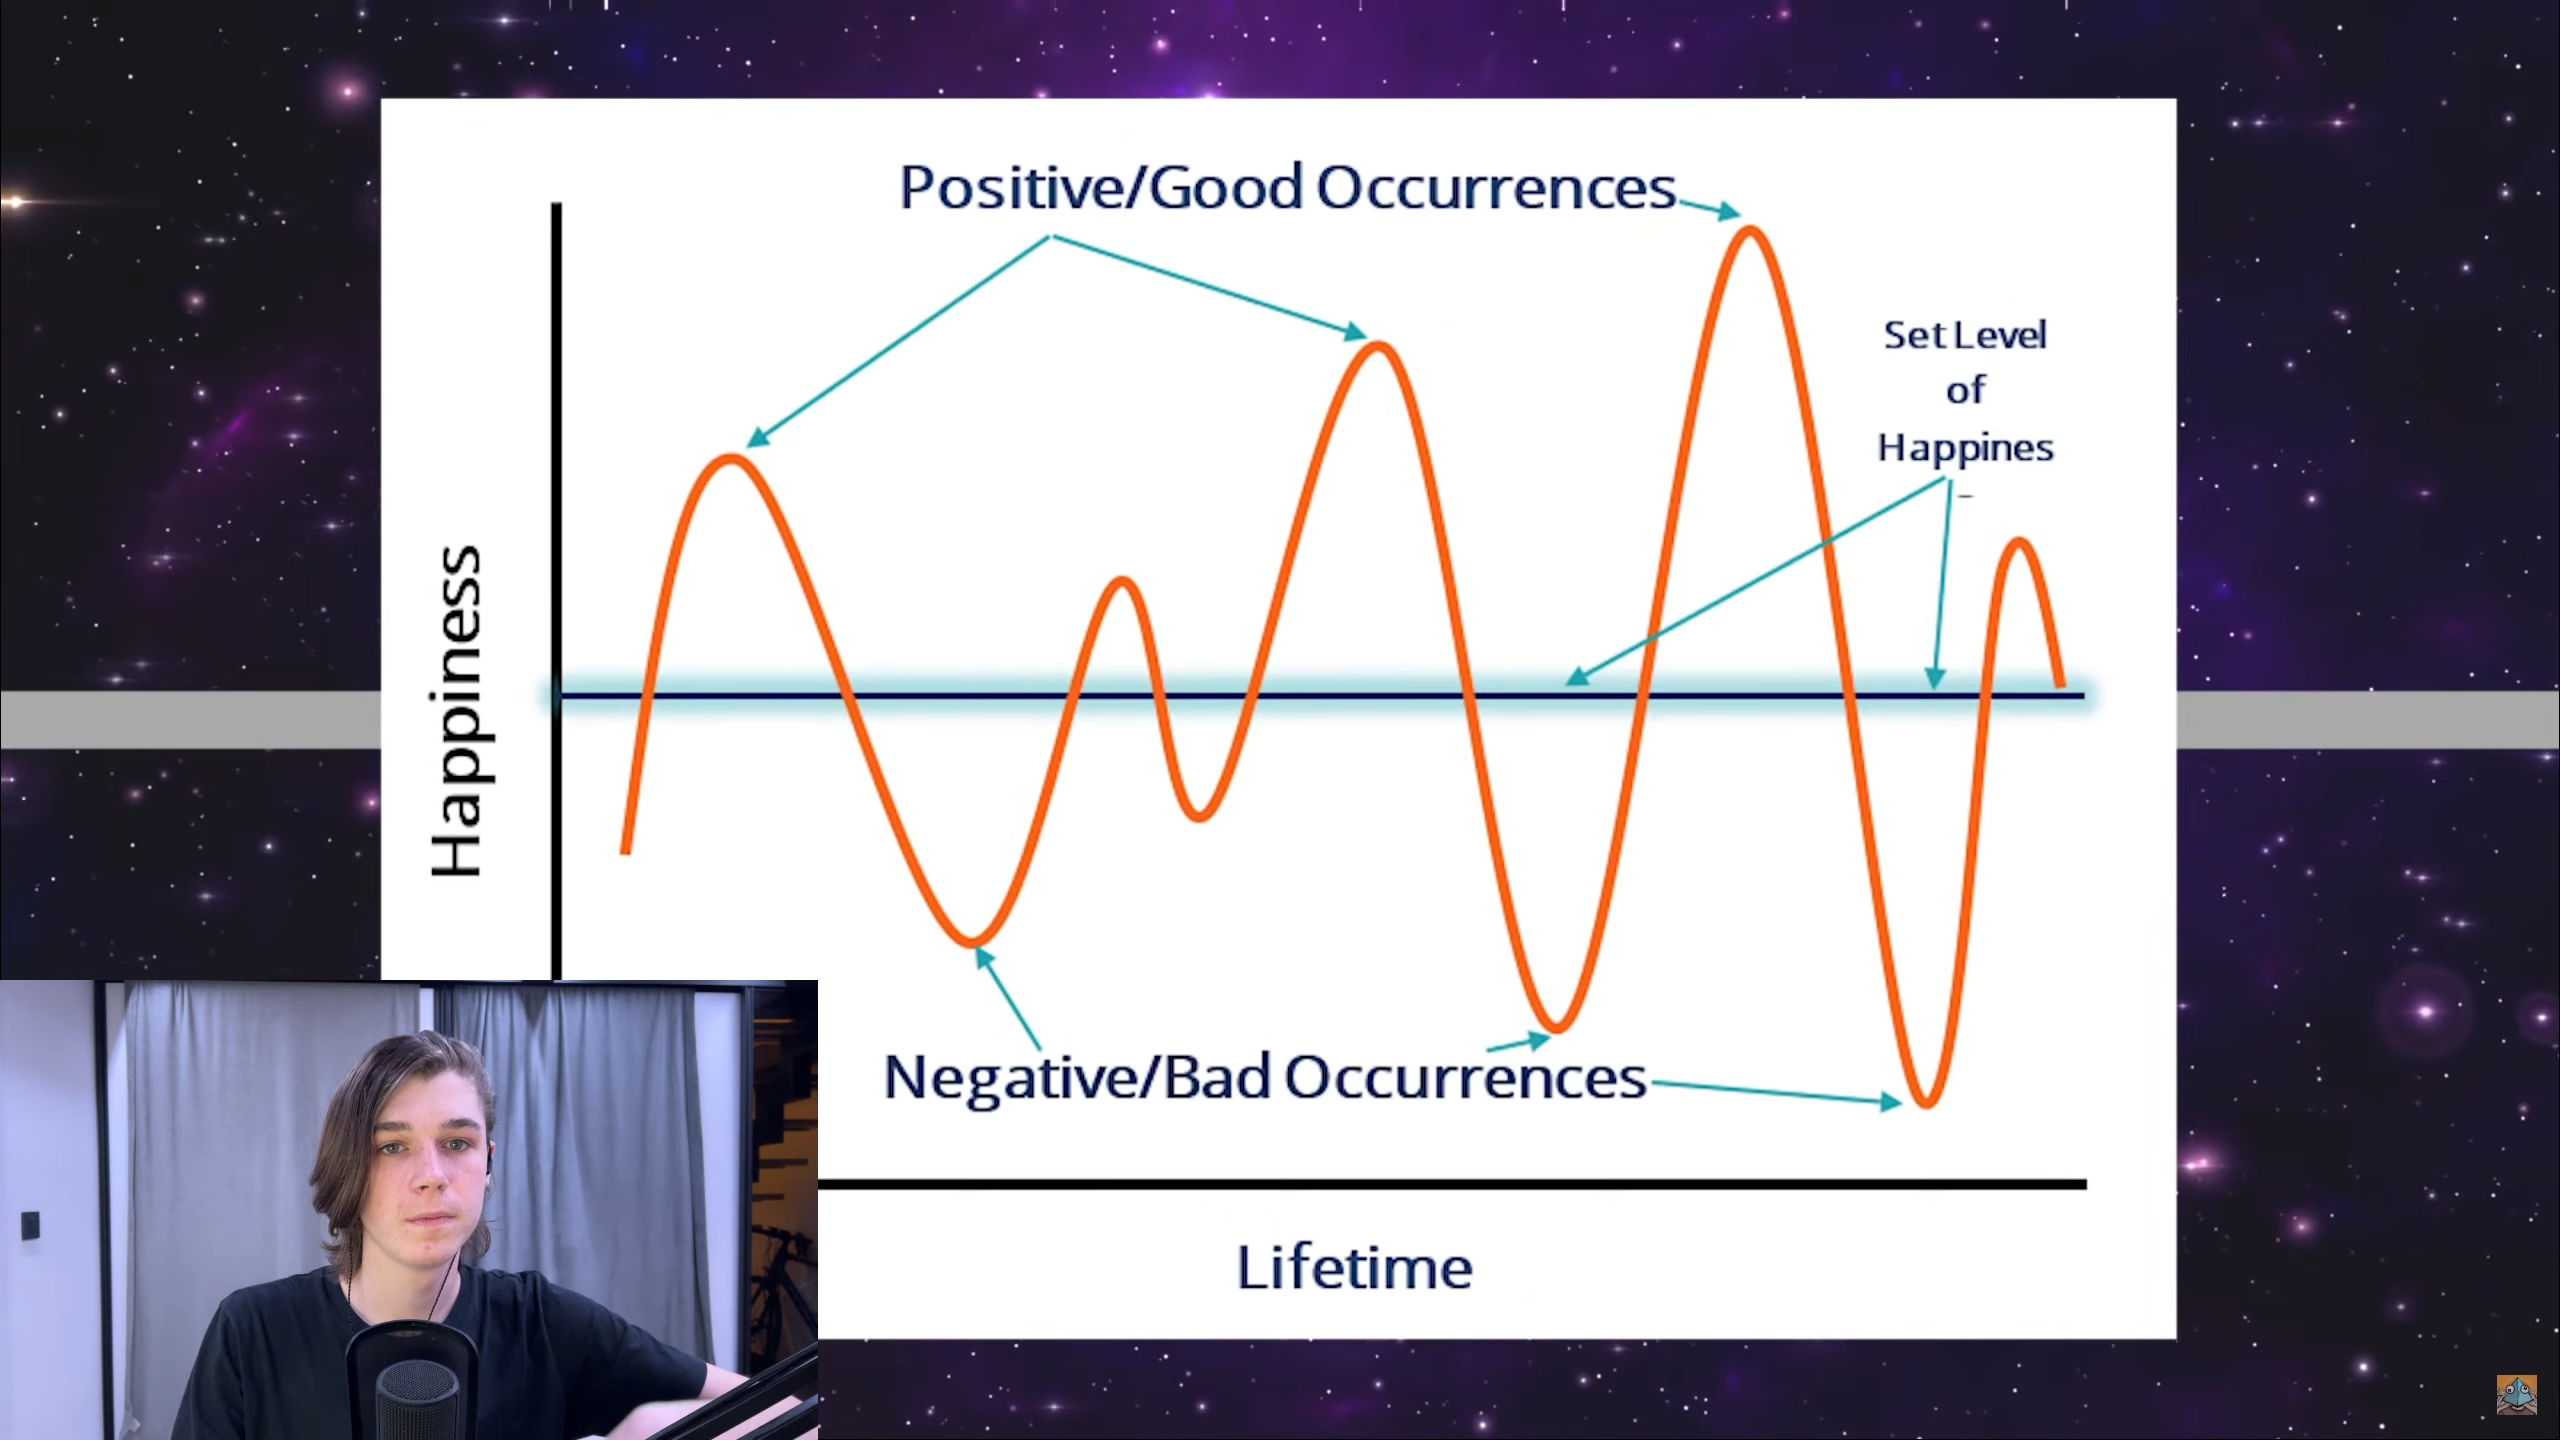 Positive/Good Occurrences
Set Level
of
Happines
Happiness
Negative/Bad Occurrences
Lifetime